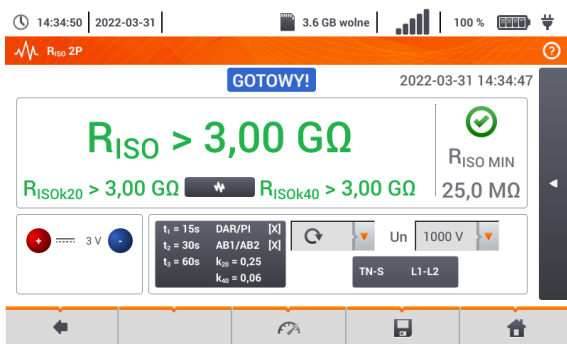 14:34:50 2022-03-31 3.6 GB wolne 100 %
RISO 2P ?
GOTOWY! 2022-03-31 14:34:47
RISO > 3,00 GΩ
RISO MIN
RISOk20 > 3,00 GΩ RISOk40 > 3,00 GΩ 25,0 MΩ
+ 3 V -
t₁ = 15s DAR/PI [X]
t₂ = 30s AB1/AB2 [X]
t₃ = 60s k₂₀ = 0,25
k₄₀ = 0,06
Un 1000 V
TN-S L1-L2